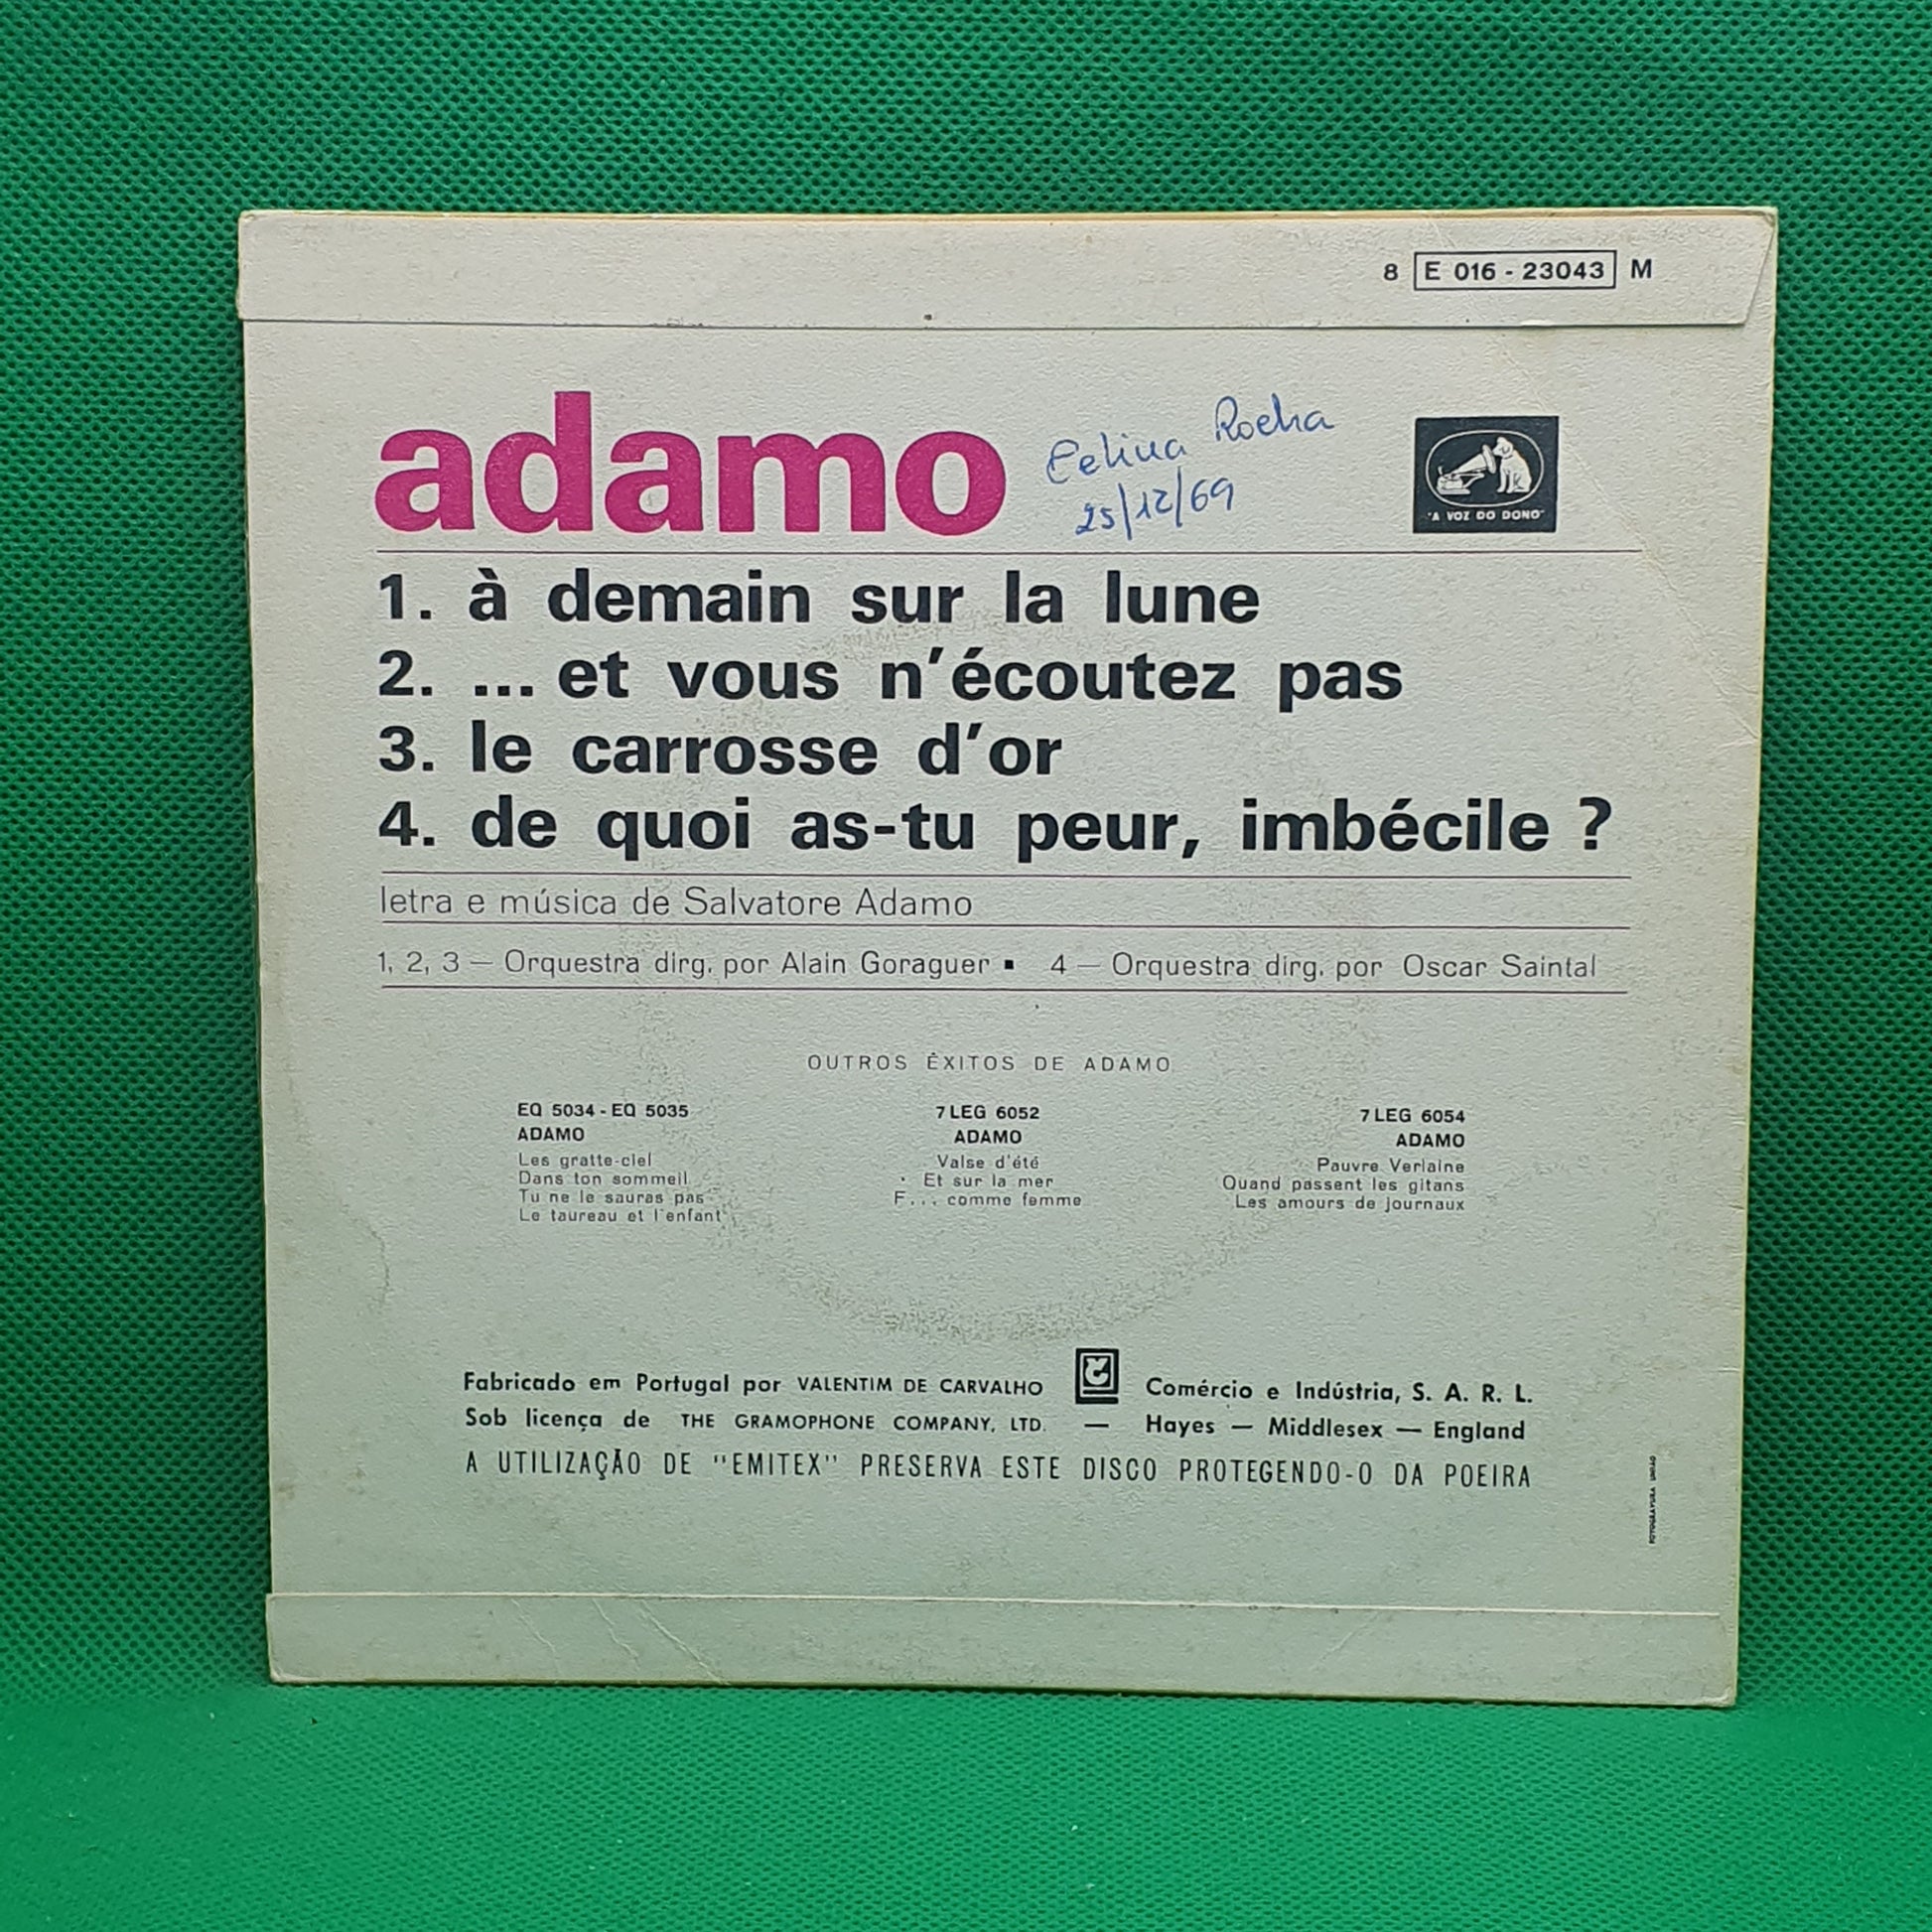 8 E 016 - 23043 M
adamo
Celina Rocha
25/12/69
"A VOZ DO DONO"
1. à demain sur la lune
2. ... et vous n'écoutez pas
3. le carrosse d'or
4. de quoi as-tu peur, imbécile ?
letra e música de Salvatore Adamo
1, 2, 3 — Orquestra dirg. por Alain Goraguer ▪ 4 — Orquestra dirg. por Oscar Saintal
OUTROS ÊXITOS DE ADAMO
EQ 5034 - EQ 5035
ADAMO
Les gratte-ciel
Dans ton sommeil
Tu ne le sauras pas
Le taureau et l'enfant
7 LEG 6052
ADAMO
Valse d'été
Et sur la mer
F... comme femme
7 LEG 6054
ADAMO
Pauvre Verlaine
Quand passent les gitans
Les amours de journaux
Fabricado em Portugal por VALENTIM DE CARVALHO Comércio e Indústria, S. A. R. L.
Sob licença de THE GRAMOPHONE COMPANY, LTD. — Hayes — Middlesex — England
A UTILIZAÇÃO DE "EMITEX" PRESERVA ESTE DISCO PROTEGENDO-O DA POEIRA
FOTOGRAVURA UNIÃO